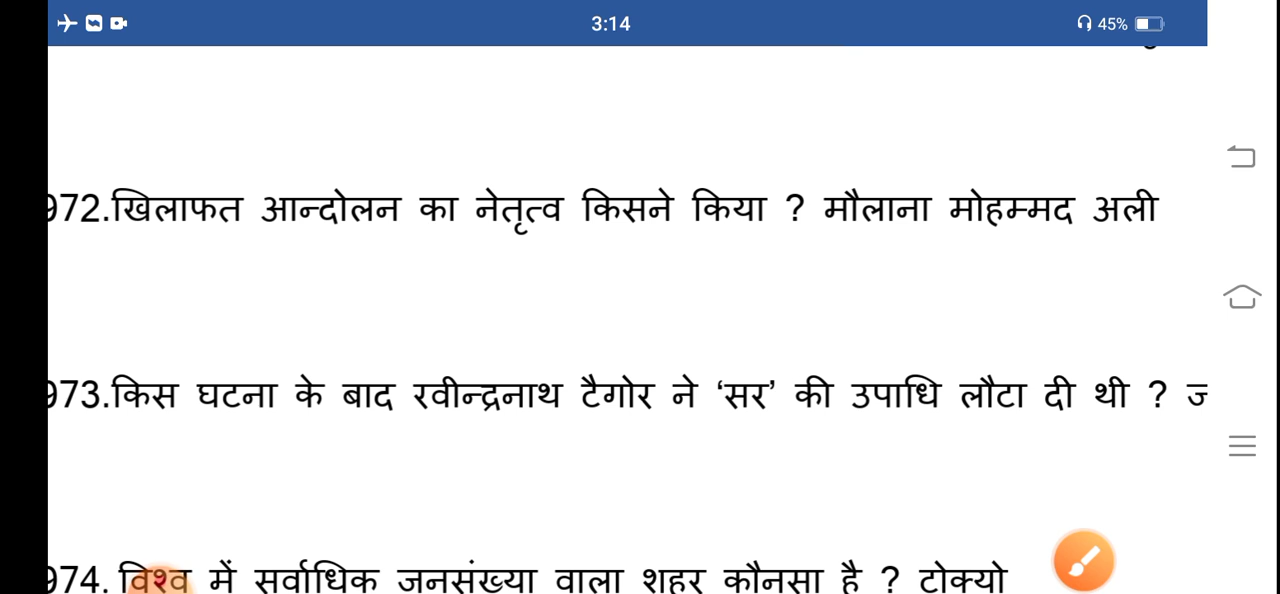 3:14
45%
972.खिलाफत आन्दोलन का नेतृत्व किसने किया ? मौलाना मोहम्मद अली
973.किस घटना के बाद रवीन्द्रनाथ टैगोर ने ‘सर’ की उपाधि लौटा दी थी ?
974. विश्व में सर्वाधिक जनसंख्या वाला शहर कौनसा है ? टोक्यो